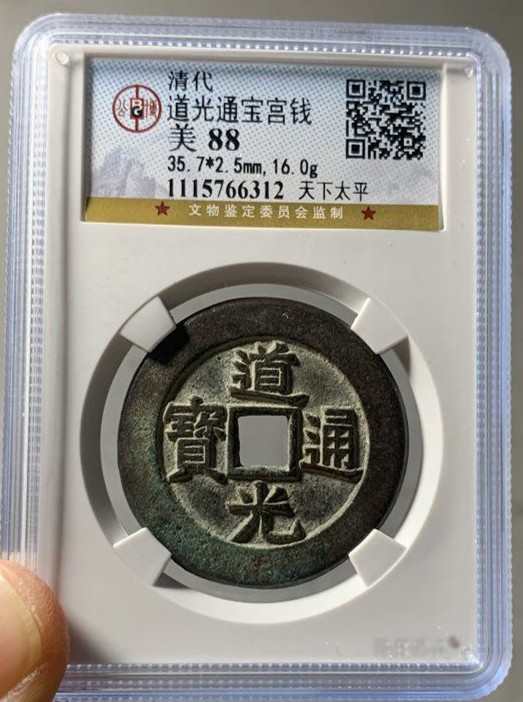 清代
道光通宝宫钱
美 88
35.7*2.5mm,16.0g
1115766312 天下太平
文物鉴定委员会监制
道
寶 通
光